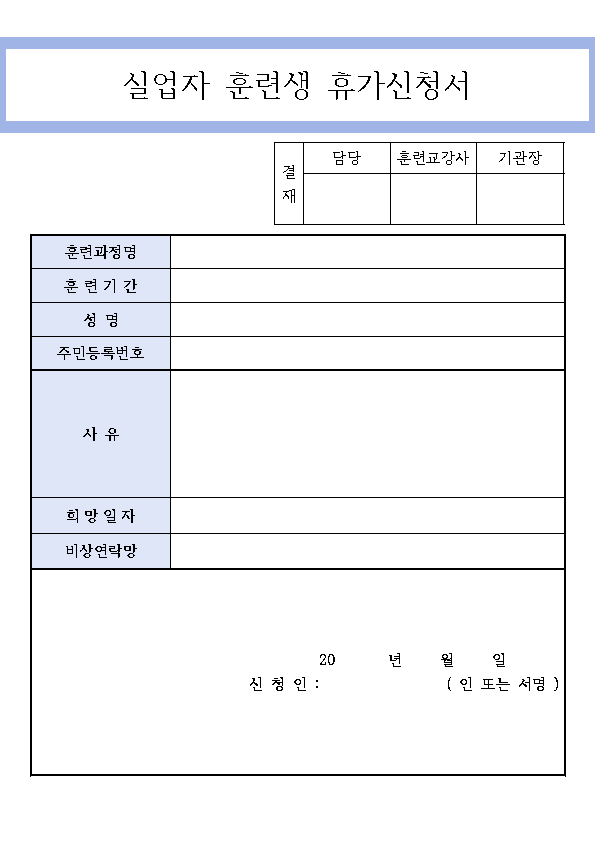 실업자 훈련생 휴가신청서
결재
담당 훈련교강사 기관장
훈련과정명
훈 련 기 간
성 명
주민등록번호
사 유
희 망 일 자
비상연락망
20 년 월 일
신 청 인 : ( 인 또는 서명 )